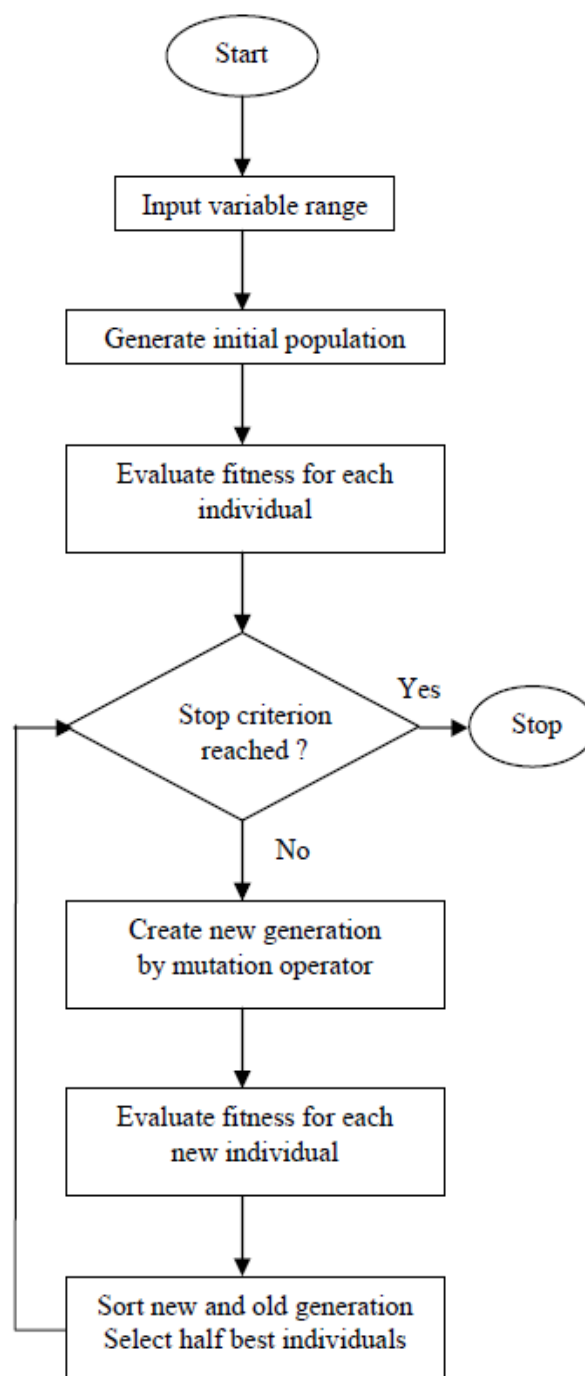 Start
Input variable range
Generate initial population
Evaluate fitness for each
individual
Stop criterion
reached ?
Yes
Stop
No
Create new generation
by mutation operator
Evaluate fitness for each
new individual
Sort new and old generation
Select half best individuals